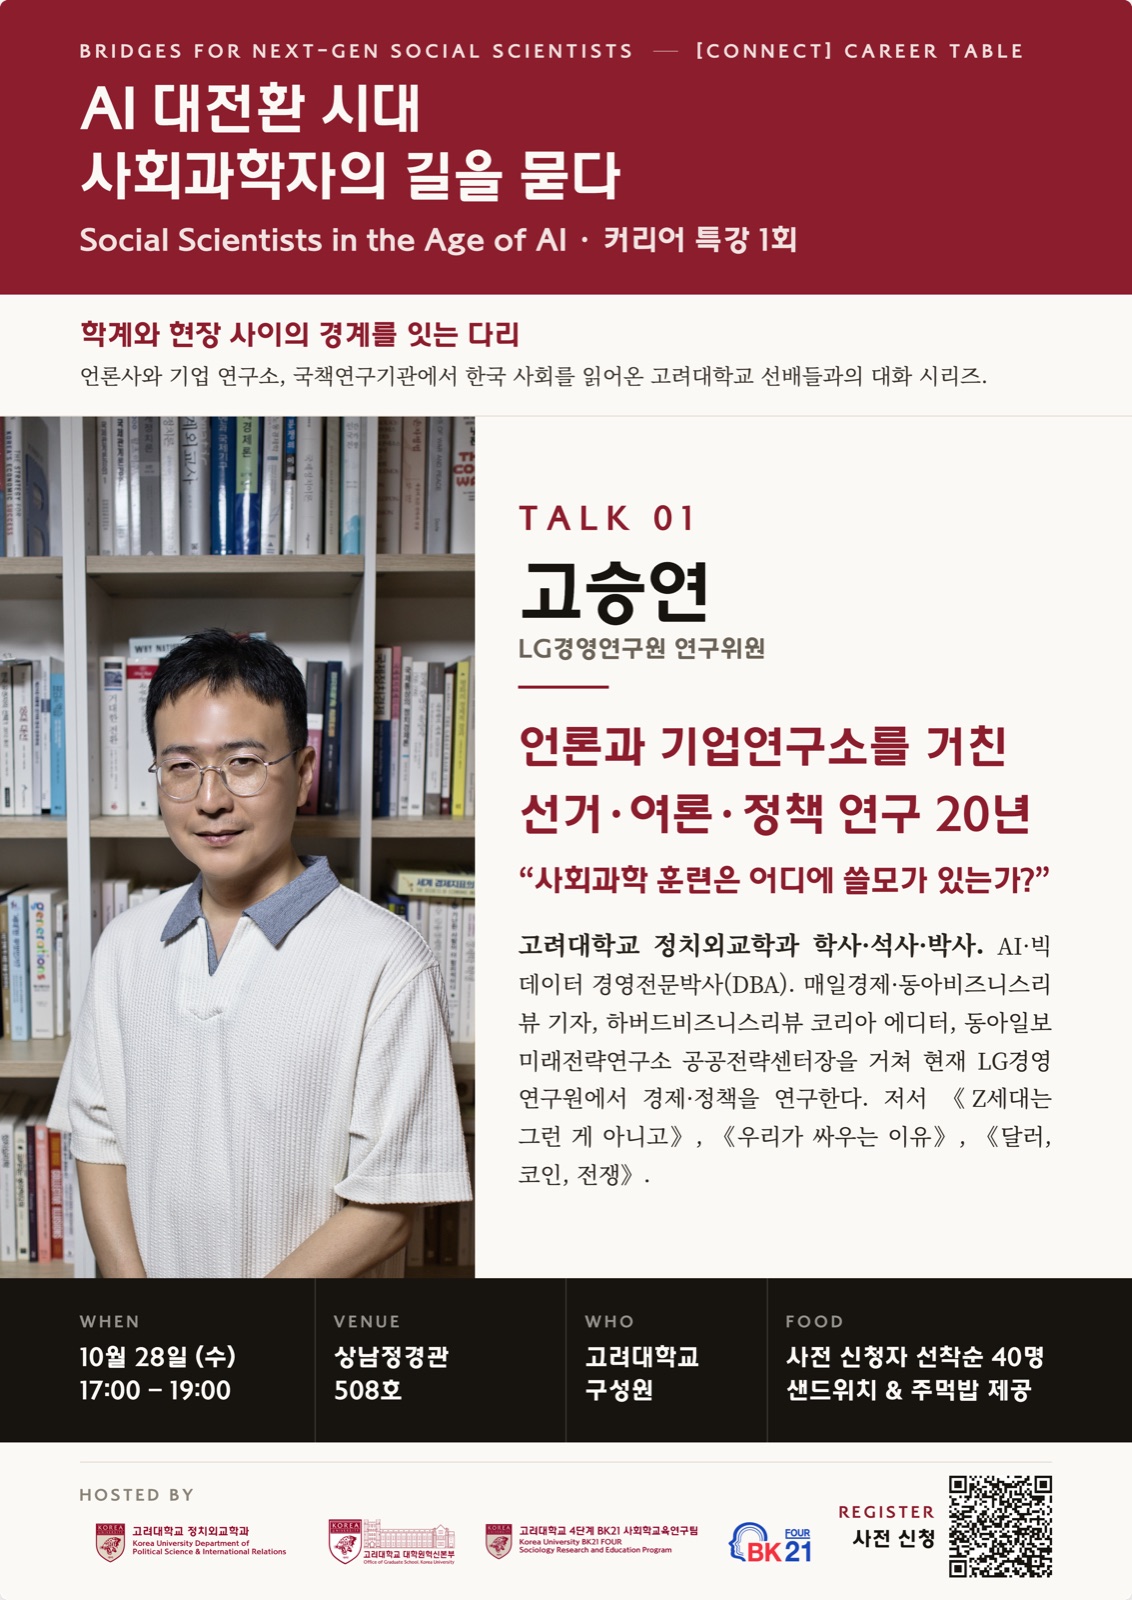 BRIDGES FOR NEXT-GEN SOCIAL SCIENTISTS — [CONNECT] CAREER TABLE
AI 대전환 시대
사회과학자의 길을 묻다
Social Scientists in the Age of AI · 커리어 특강 1회
학계와 현장 사이의 경계를 잇는 다리
언론사와 기업 연구소, 국책연구기관에서 한국 사회를 읽어온 고려대학교 선배들과의 대화 시리즈.
TALK 01
고승연
LG경영연구원 연구위원
언론과 기업연구소를 거친
선거·여론·정책 연구 20년
“사회과학 훈련은 어디에 쓸모가 있는가?”
고려대학교 정치외교학과 학사·석사·박사. AI·빅
데이터 경영전문박사(DBA). 매일경제·동아비즈니스리
뷰 기자, 하버드비즈니스리뷰 코리아 에디터, 동아일보
미래전략연구소 공공전략센터장을 거쳐 현재 LG경영
연구원에서 경제·정책을 연구한다. 저서 《Z세대는
그런 게 아니고》, 《우리가 싸우는 이유》, 《달러,
코인, 전쟁》.
WHEN
10월 28일 (수)
17:00 – 19:00
VENUE
상남정경관
508호
WHO
고려대학교
구성원
FOOD
사전 신청자 선착순 40명
샌드위치 & 주먹밥 제공
HOSTED BY
KOREA
고려대학교 정치외교학과
Korea University Department of
Political Science & International Relations
KOREA
고려대학교 대학원혁신본부
Office of Graduate School, Korea University
KOREA
고려대학교 4단계 BK21 사회학교육연구팀
Korea University BK21 FOUR
Sociology Research and Education Program
FOUR
BK21
REGISTER
사전 신청